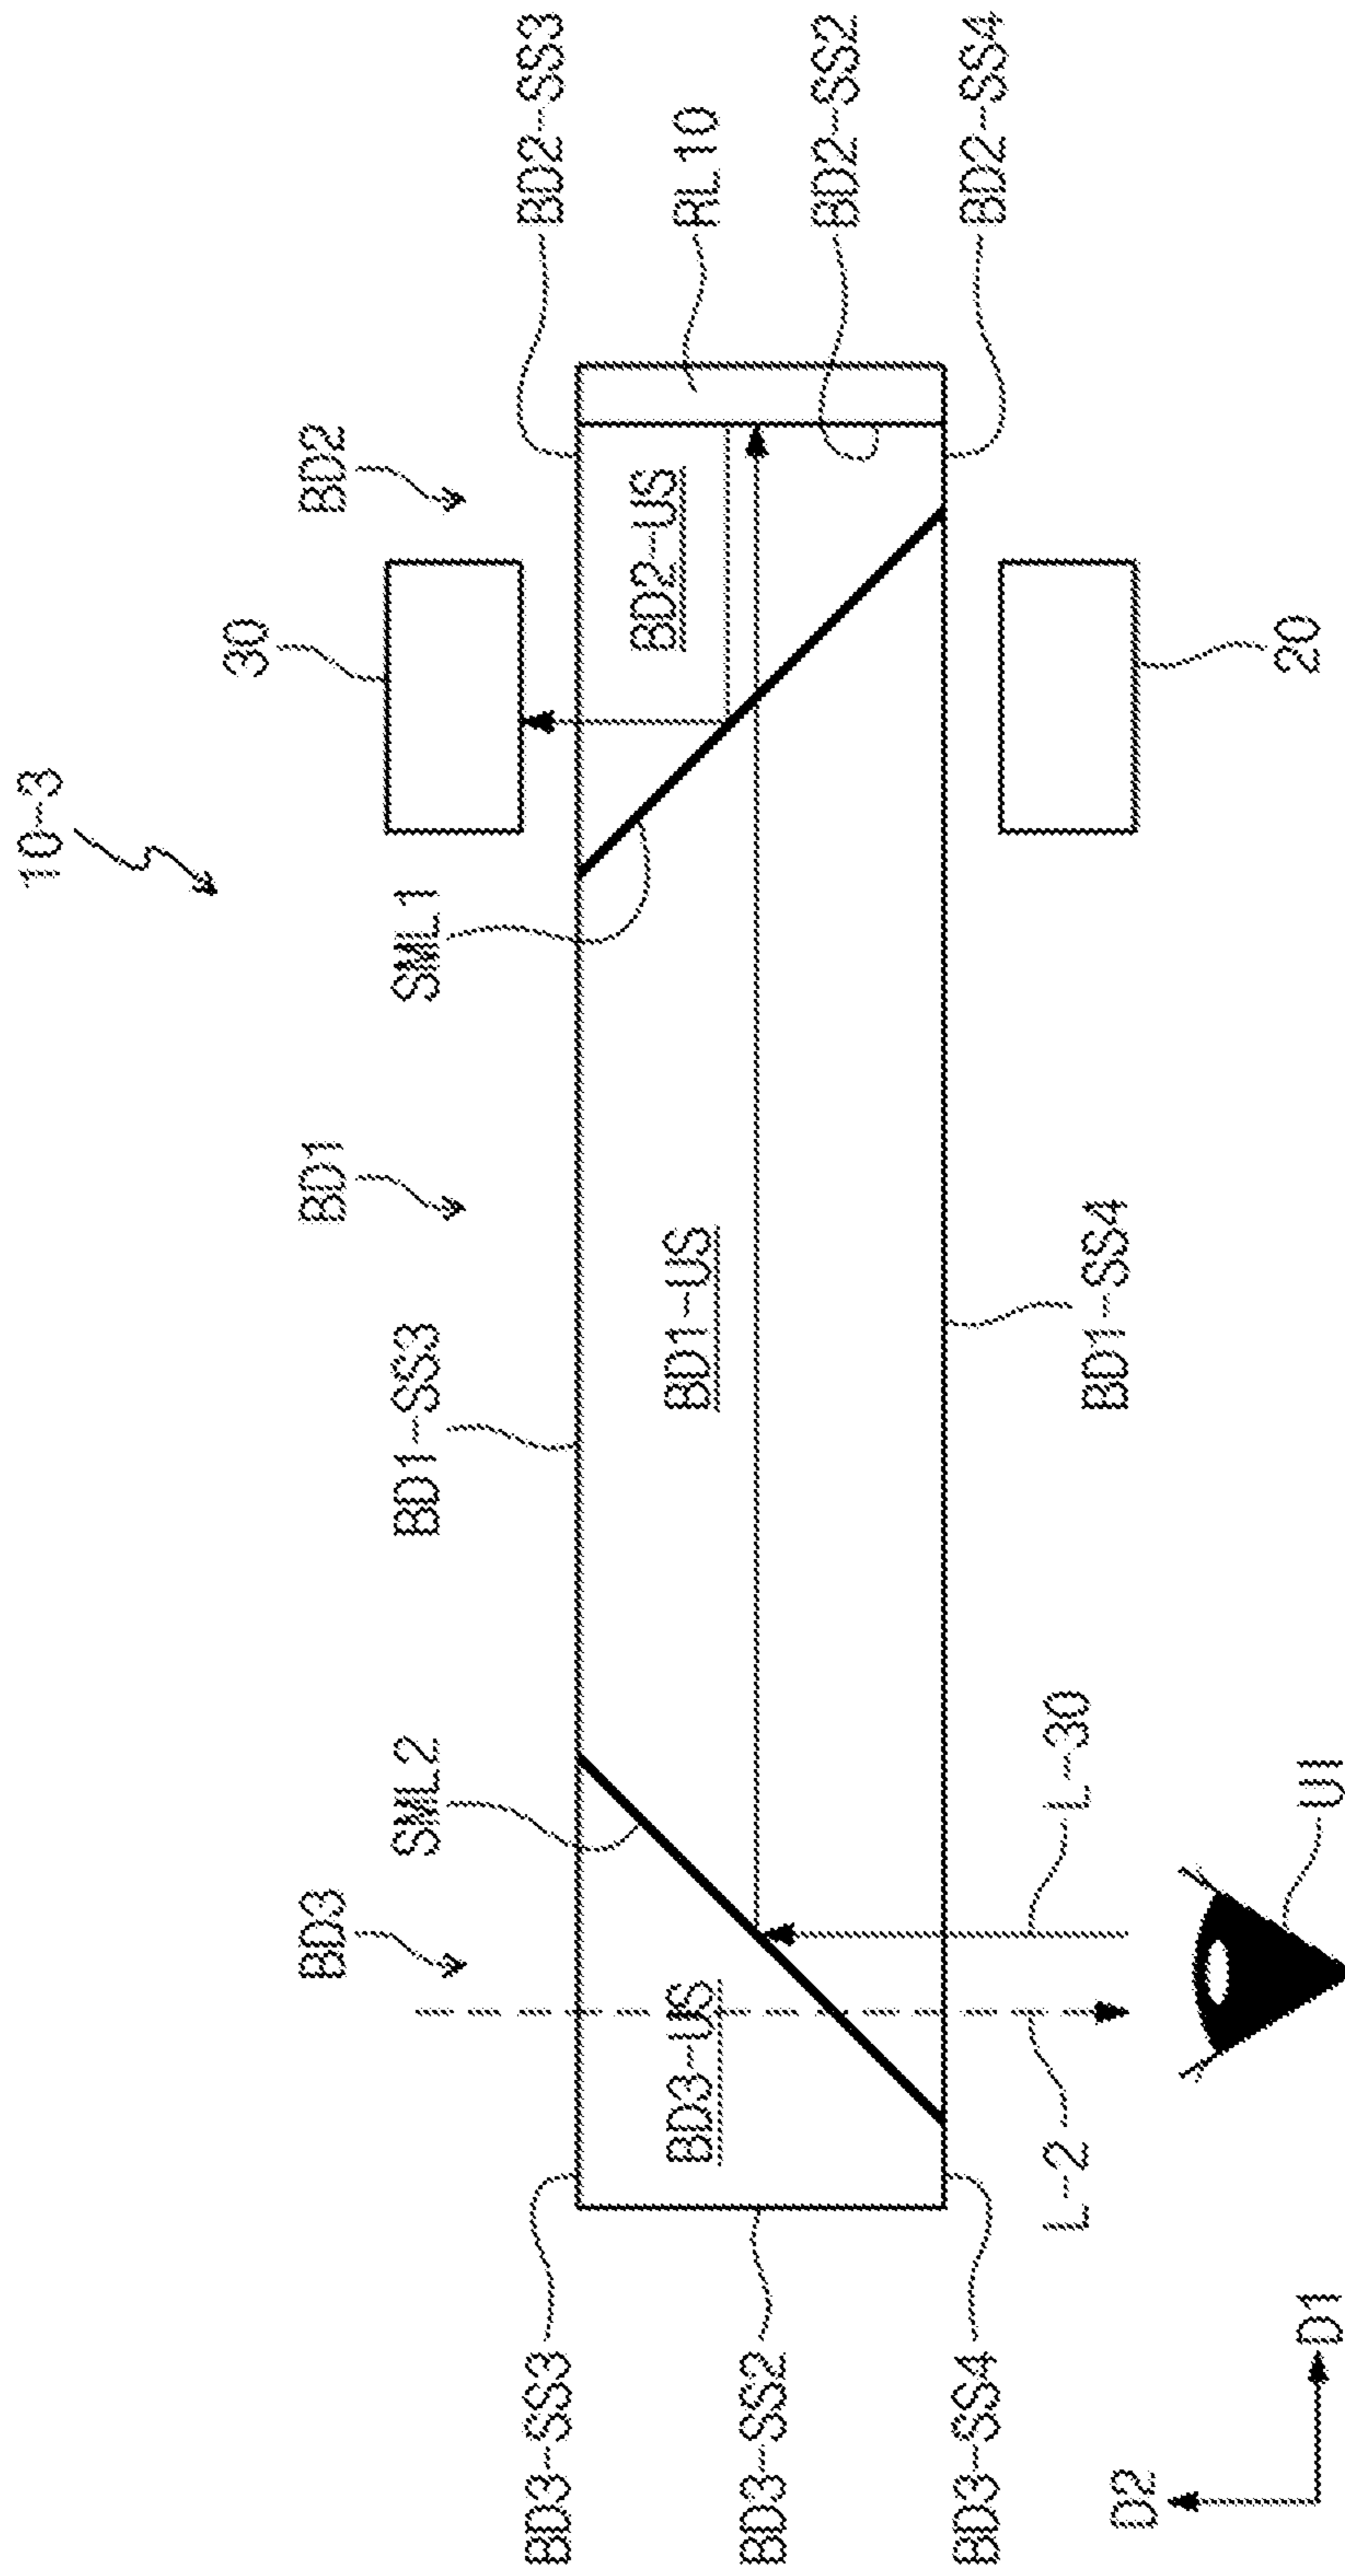 10-3
30
BD2
BD2-SS3
RL10
BD2-SS2
BD2-SS4
BD2-US
SML1
20
BD1
BD1-SS3
BD1-US
BD1-SS4
SML2
BD3
BD3-US
L-30
L-2
U1
BD3-SS3
BD3-SS2
BD3-SS4
D2
D1